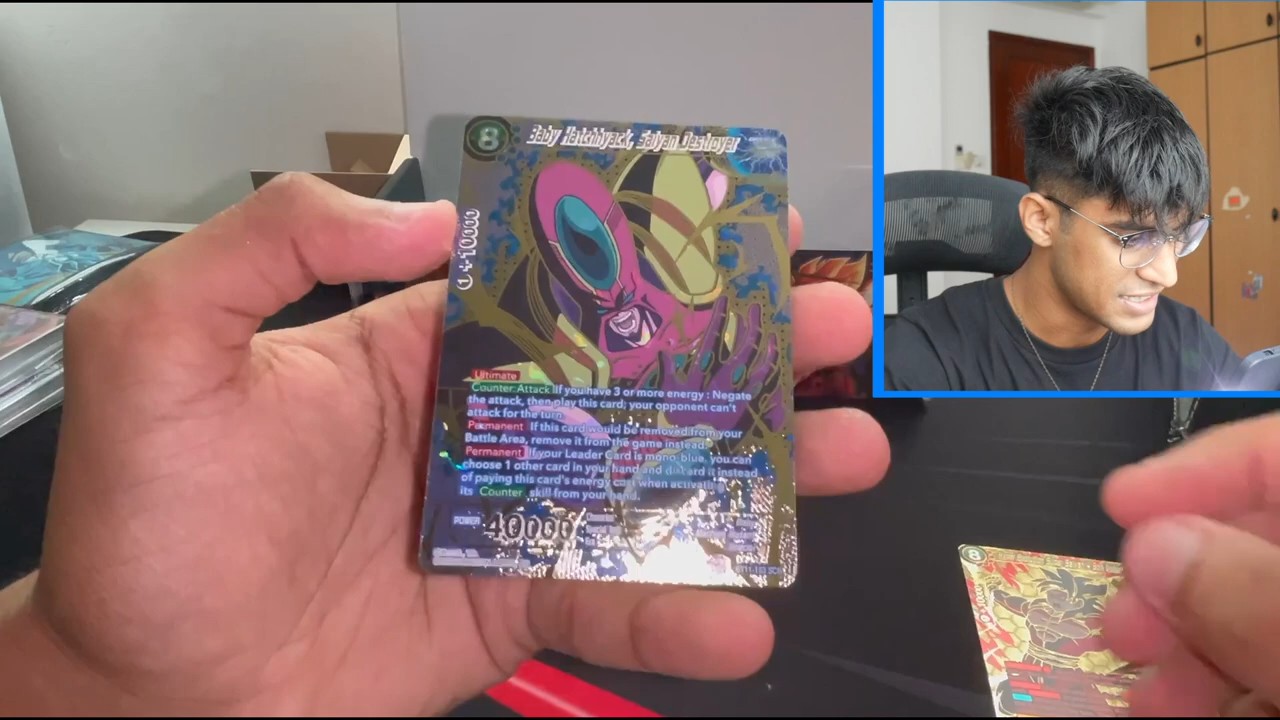 8
Baby Hatchhyack, Saiyan Destroyer
1 +10000
Ultimate
Counter: Attack If you have 3 or more energy : Negate
the attack, then play this card; your opponent can't
attack for the turn.
Permanent If this card would be removed from your
Battle Area, remove it from the game instead.
Permanent If your Leader Card is mono-blue, you can
choose 1 other card in your hand and discard it instead
of paying this card's energy cost when activating
its Counter skill from your hand.
POWER 40000
8